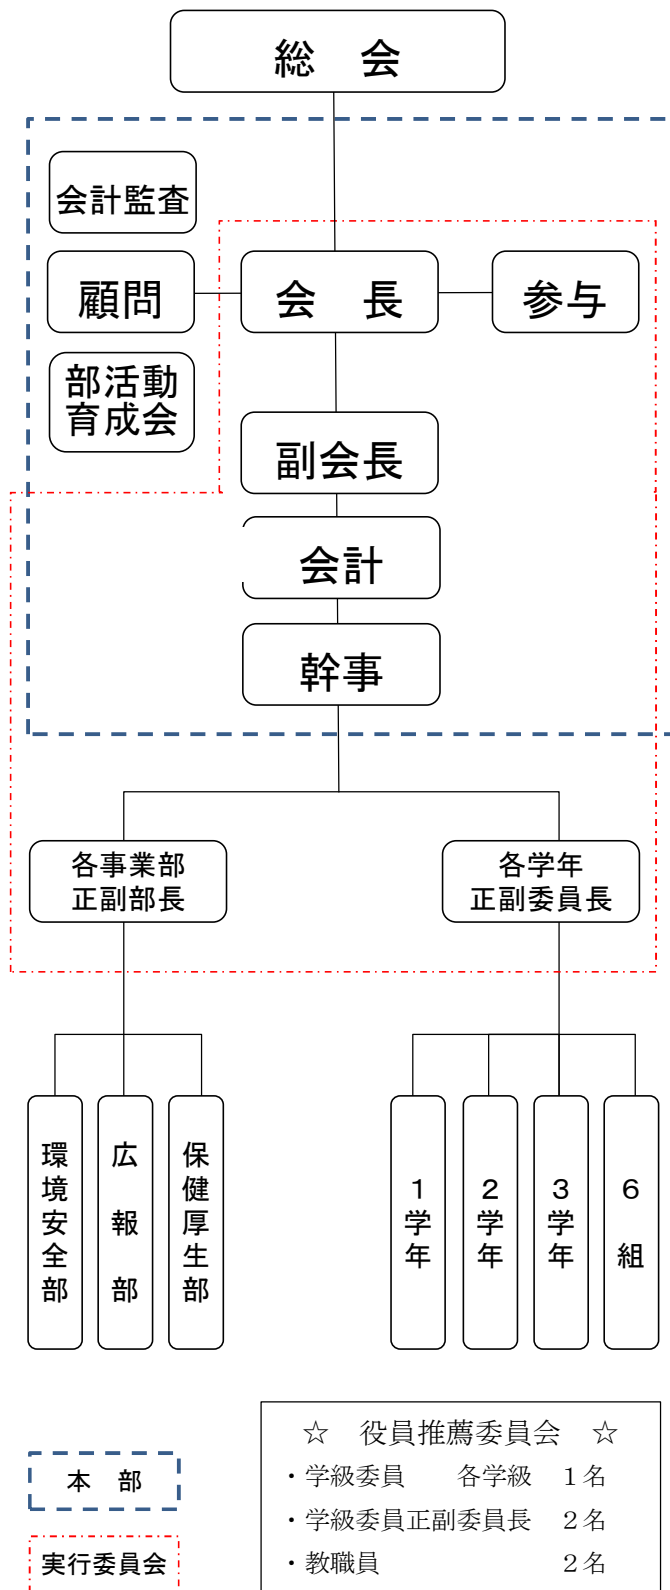 総　会
会計監査
顧問
会　長
参与
部活動
育成会
副会長
会計
幹事
各事業部
正副部長
各学年
正副委員長
環境安全部
広報部
保健厚生部
１学年
２学年
３学年
６組
本　部
実行委員会
☆　役員推薦委員会　☆
・学級委員　　各学級　１名
・学級委員正副委員長　２名
・教職員　　　　　　　２名